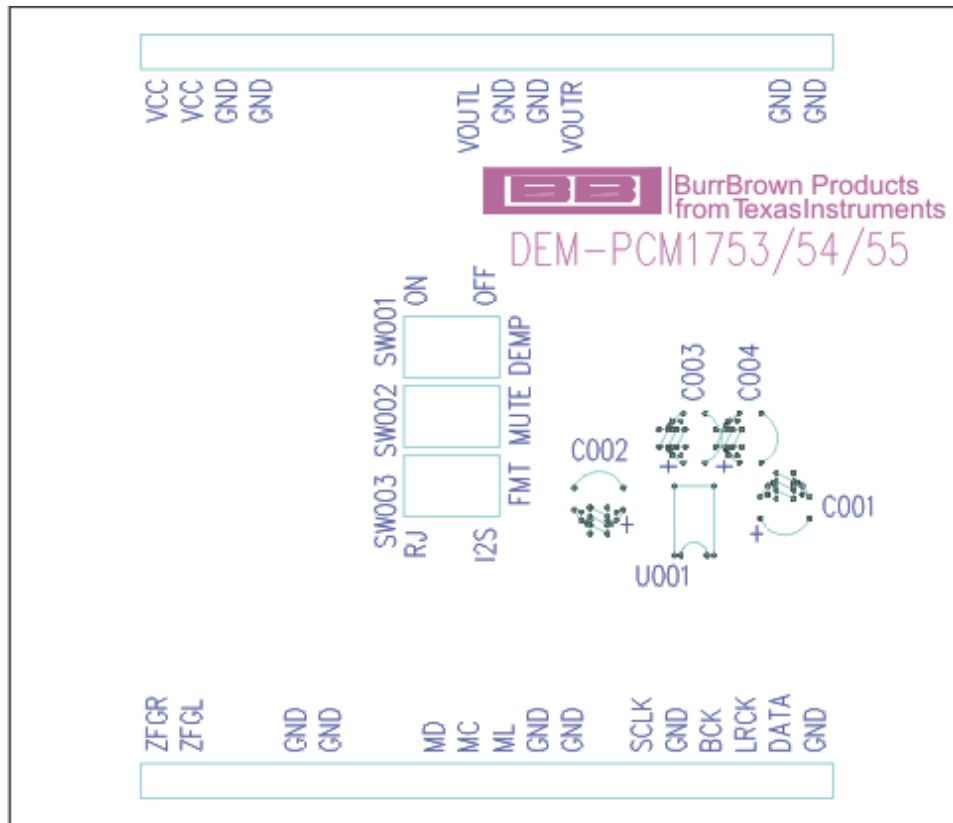 VCC VCC GND GND VOUTL GND GND VOUTR GND GND
BB
BurrBrown Products
from TexasInstruments
DEM-PCM1753/54/55
ON OFF
SW001 DEMP
SW002 MUTE
SW003 FMT
RJ I2S
C003 C004
C002
+ +
+
C001
+
U001
ZFGR ZFGL GND GND MD MC ML GND GND SCLK GND BCK LRCK DATA GND